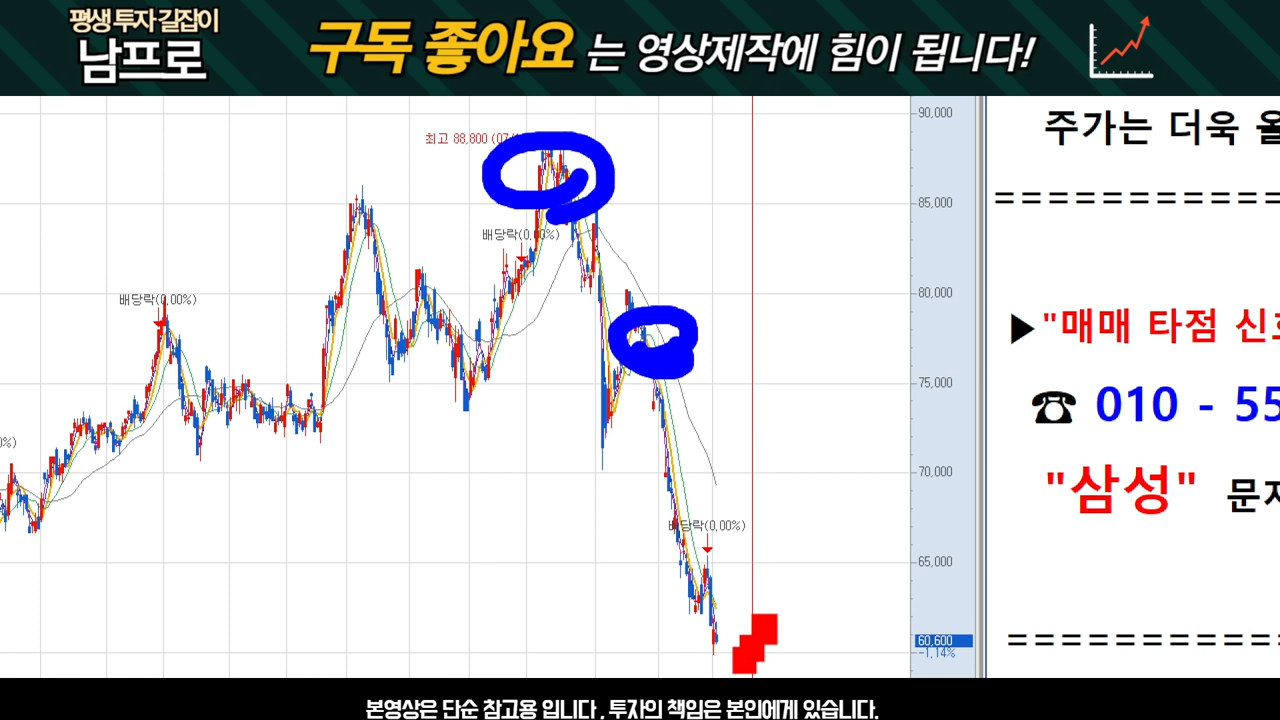 평생 투자 길잡이
남프로
구독 좋아요 는 영상제작에 힘이 됩니다!
주가는 더욱
====================
▶"매매 타점
☎ 010 - 55
"삼성"
====================
최고 88,800
배당락(0.00%)
배당락(0.00%)
배당락(0.00%)
0%)
90,000
85,000
80,000
75,000
70,000
65,000
60,600
-1.14%
본영상은 단순 참고용 입니다, 투자의 책임은 본인에게 있습니다.